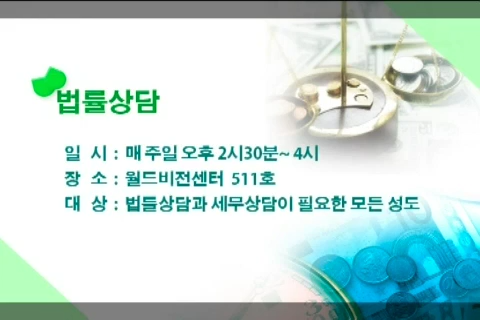 법률상담
일 시 : 매 주일 오후 2시30분~ 4시
장 소 : 월드비전센터 511호
대 상 : 법률상담과 세무상담이 필요한 모든 성도